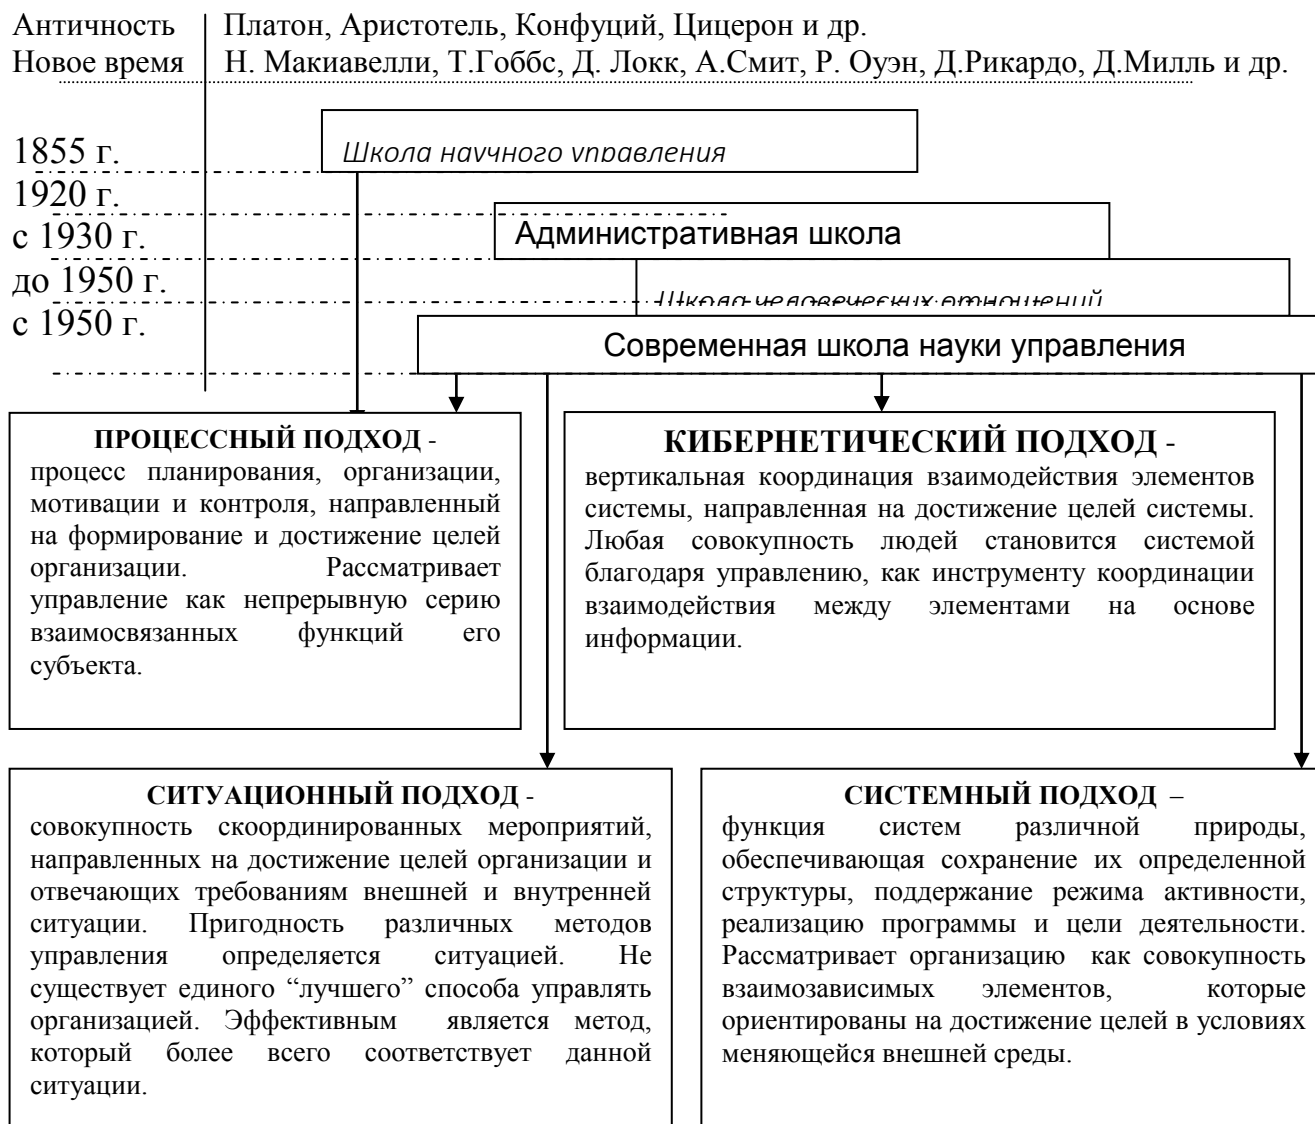 Античность Платон, Аристотель, Конфуций, Цицерон и др.
Новое время Н. Макиавелли, Т.Гоббс, Д. Локк, А.Смит, Р. Оуэн, Д.Рикардо, Д.Милль и др.
1855 г.
Школа научного управления
1920 г.
с 1930 г.
Административная школа
до 1950 г.
Школа человеческих отношений
с 1950 г.
Современная школа науки управления
ПРОЦЕССНЫЙ ПОДХОД -
процесс планирования, организации,
мотивации и контроля, направленный
на формирование и достижение целей
организации. Рассматривает
управление как непрерывную серию
взаимосвязанных функций его
субъекта.
КИБЕРНЕТИЧЕСКИЙ ПОДХОД -
вертикальная координация взаимодействия элементов
системы, направленная на достижение целей системы.
Любая совокупность людей становится системой
благодаря управлению, как инструменту координации
взаимодействия между элементами на основе
информации.
СИТУАЦИОННЫЙ ПОДХОД -
совокупность скоординированных мероприятий,
направленных на достижение целей организации и
отвечающих требованиям внешней и внутренней
ситуации. Пригодность различных методов
управления определяется ситуацией. Не
существует единого “лучшего” способа управлять
организацией. Эффективным является метод,
который более всего соответствует данной
ситуации.
СИСТЕМНЫЙ ПОДХОД –
функция систем различной природы,
обеспечивающая сохранение их определенной
структуры, поддержание режима активности,
реализацию программы и цели деятельности.
Рассматривает организацию как совокупность
взаимозависимых элементов, которые
ориентированы на достижение целей в условиях
меняющейся внешней среды.